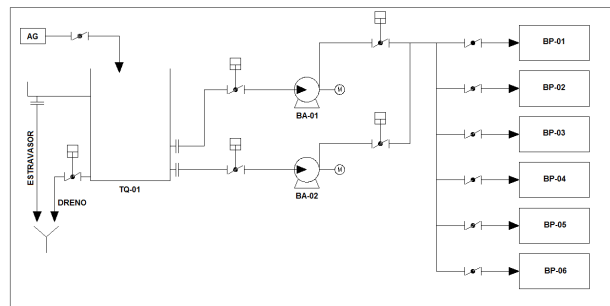 AG
BP-01
BP-02
BA-01
M
BP-03
ESTRAVASOR
BP-04
M
TQ-01
BA-02
DRENO
BP-05
BP-06